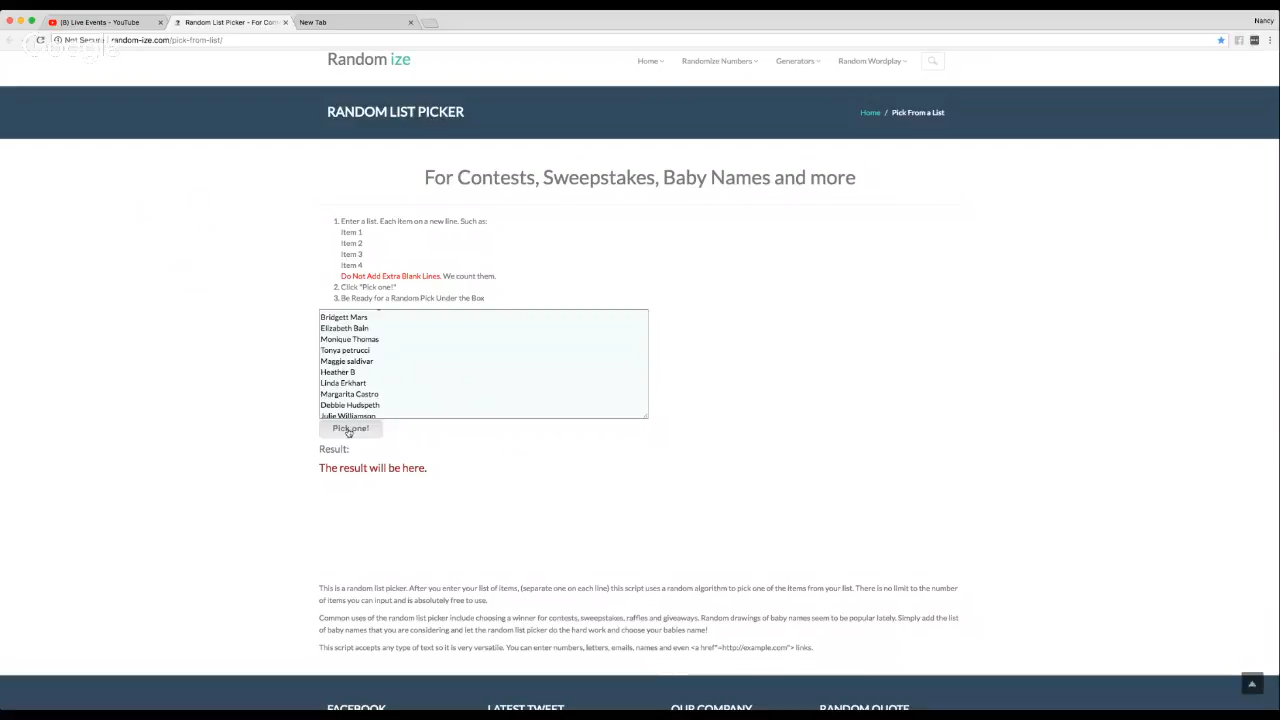 (8) Live Events - YouTube
Random List Picker - For Con
New Tab
Nancy
Google
Not Secure
random-ize.com/pick-from-list/
Random ize
Home
Randomize Numbers
Generators
Random Wordplay
RANDOM LIST PICKER
Home / Pick From a List
For Contests, Sweepstakes, Baby Names and more
1. Enter a list. Each item on a new line. Such as:
Item 1
Item 2
Item 3
Item 4
Do Not Add Extra Blank Lines. We count them.
2. Click "Pick one!"
3. Be Ready for a Random Pick Under the Box
Bridgett Mars
Elizabeth Bain
Monique Thomas
Tonya petrucci
Maggie saldivar
Heather B
Linda Erkhart
Margarita Castro
Debbie Hudspeth
Julie Williamson
Pick one!
Result:
The result will be here.
This is a random list picker. After you enter your list of items, (separate one on each line) this script uses a random algorithm to pick one of the items from your list. There is no limit to the number
of items you can input and is absolutely free to use.
Common uses of the random list picker include choosing a winner for contests, sweepstakes, raffles and giveaways. Random drawings of baby names seem to be popular lately. Simply add the list
of baby names that you are considering and let the random list picker do the hard work and choose your babies name!
This script accepts any type of text so it is very versatile. You can enter numbers, letters, emails, names and even <a href"=http://example.com"> links.
FACEBOOK
LATEST TWEET
OUR COMPANY
RANDOM QUOTE